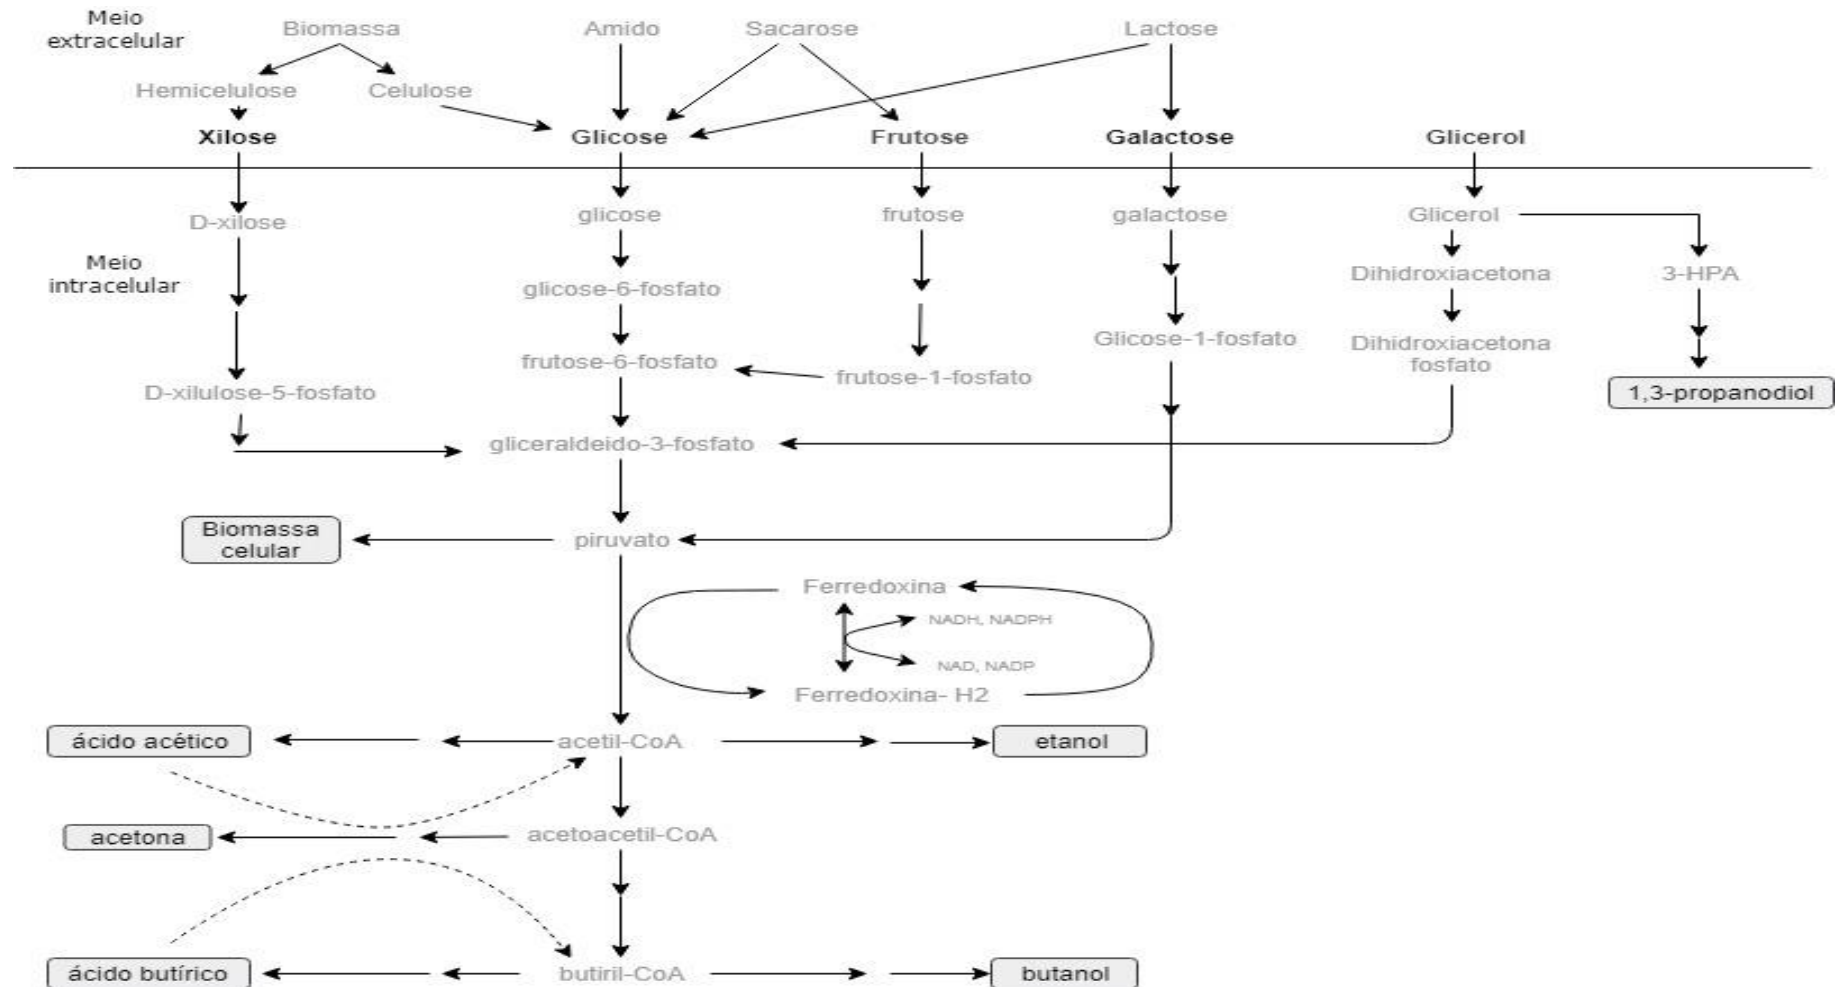 Meio
extracelular
Biomassa
Amido
Sacarose
Lactose
Hemicelulose
Celulose
Xilose
Glicose
Frutose
Galactose
Glicerol
D-xilose
glicose
frutose
galactose
Glicerol
Meio
intracelular
glicose-6-fosfato
Dihidroxiacetona
3-HPA
frutose-6-fosfato
frutose-1-fosfato
Glicose-1-fosfato
Dihidroxiacetona
fosfato
D-xilulose-5-fosfato
1,3-propanodiol
gliceraldeido-3-fosfato
Biomassa
celular
piruvato
Ferredoxina
NADH, NADPH
NAD, NADP
Ferredoxina- H2
ácido acético
acetil-CoA
etanol
acetona
acetoacetil-CoA
ácido butírico
butiril-CoA
butanol